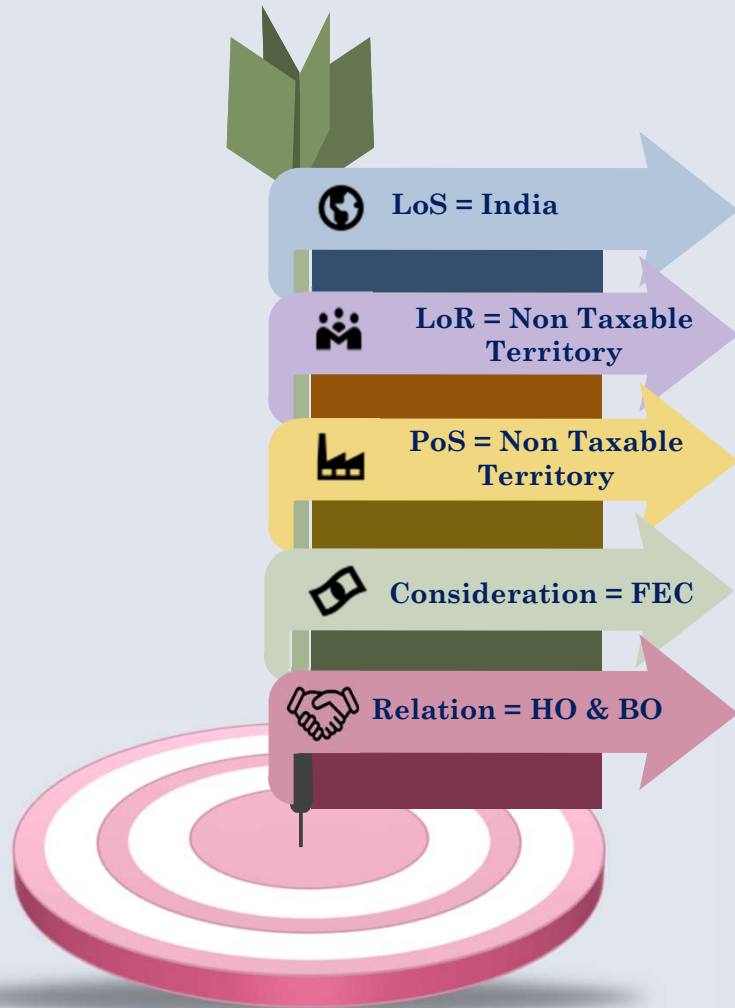 LoS = India
LoR = Non Taxable
Territory
PoS = Non Taxable
Territory
Consideration = FEC
Relation = HO & BO